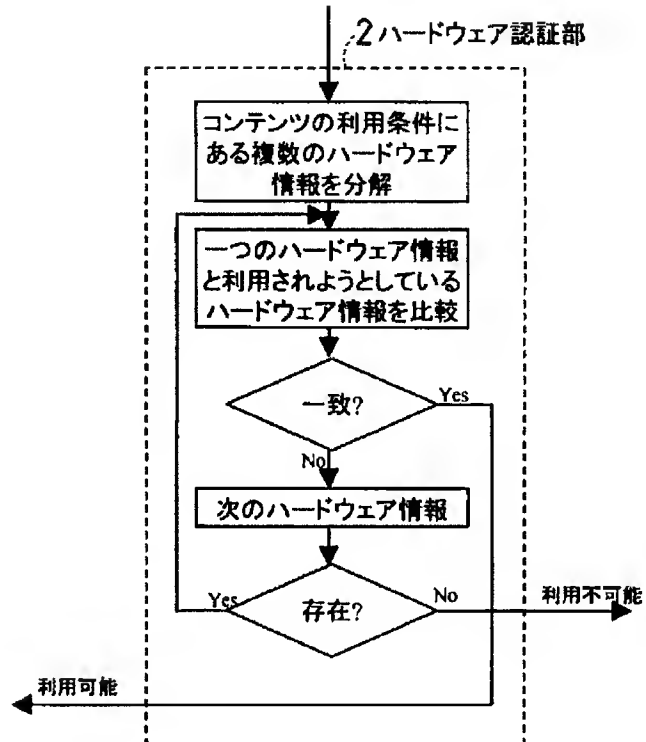 2 ハードウェア認証部
コンテンツの利用条件に
ある複数のハードウェア
情報を分解
一つのハードウェア情報
と利用されようとしている
ハードウェア情報を比較
一致?
Yes
No
次のハードウェア情報
Yes
存在?
No
利用不可能
利用可能